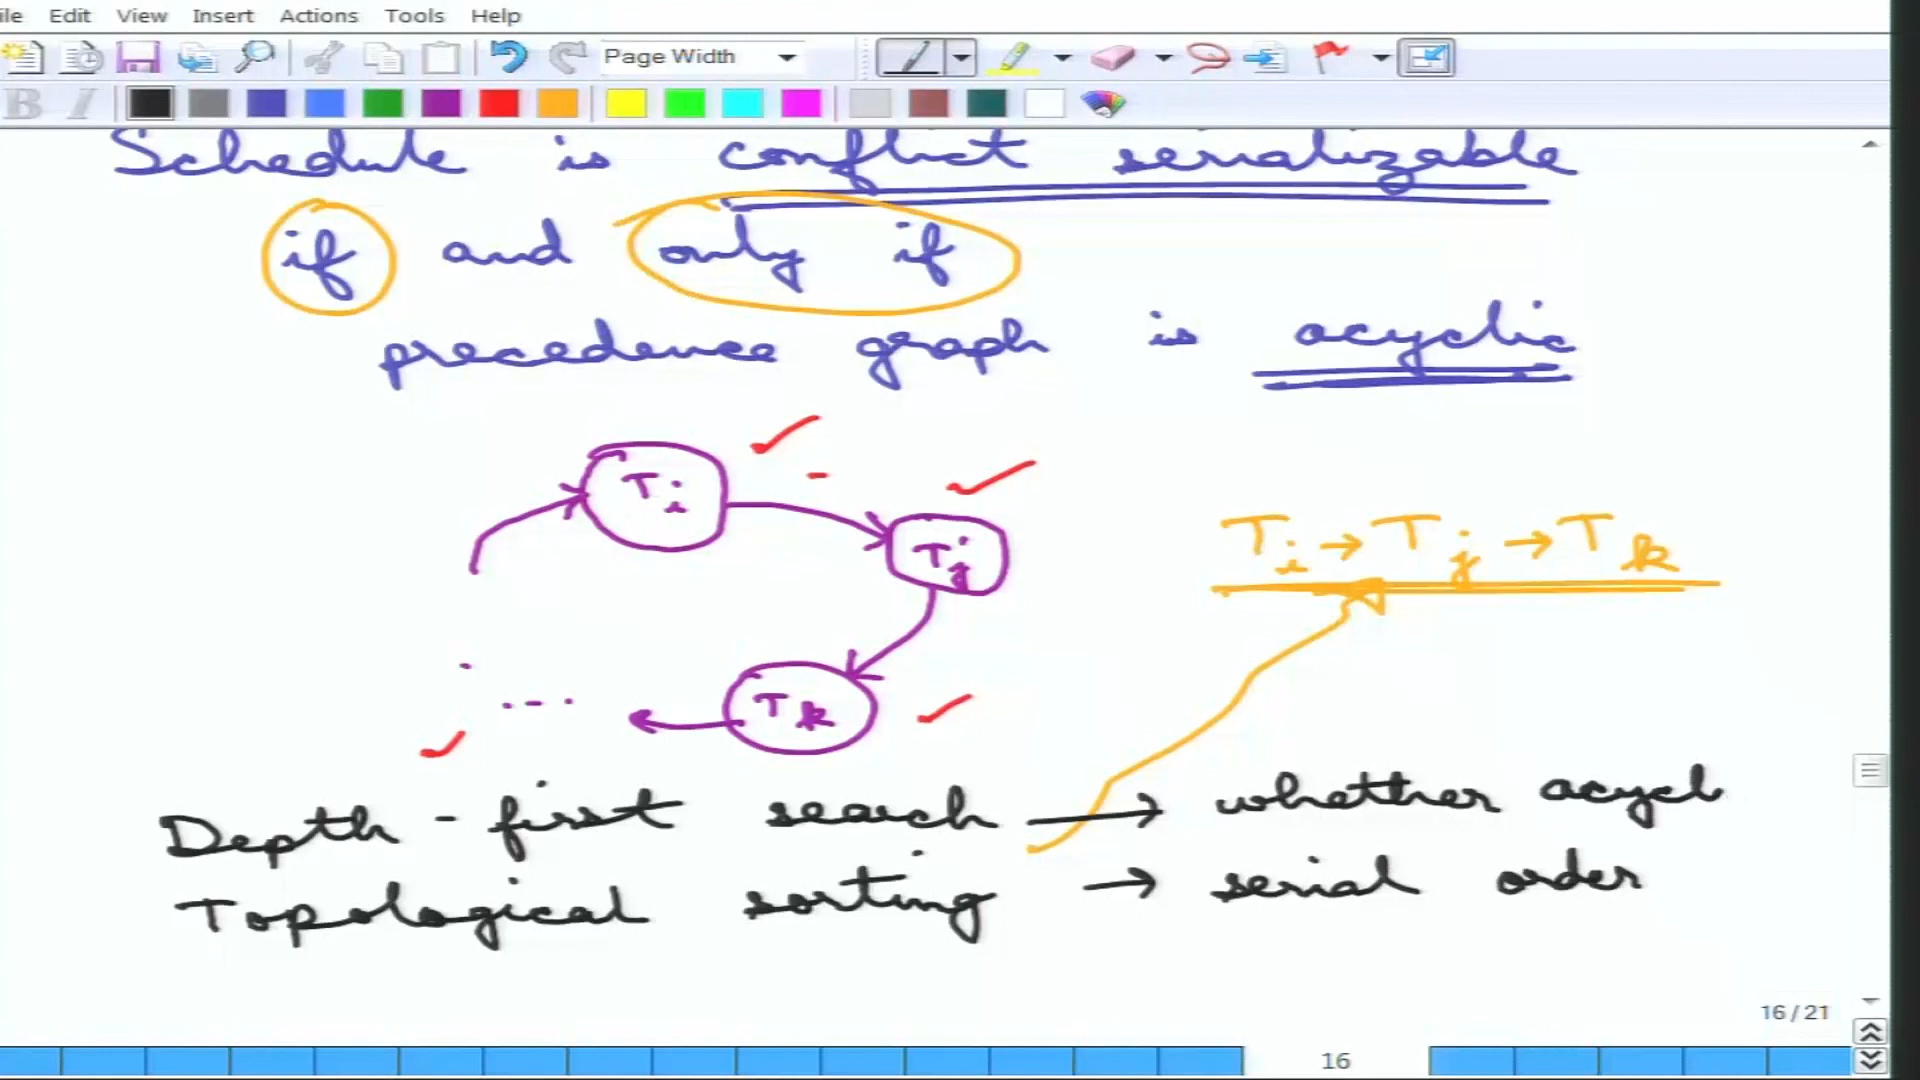 ile Edit View Insert Actions Tools Help
Page Width
B I
Schedule is conflict serializable
if and only if
precedence graph is acyclic
Ti
Tj
Ti → Tj → Tk
Tk
...
Depth - first search → whether acycl
Topological sorting → serial order
16 / 21
16